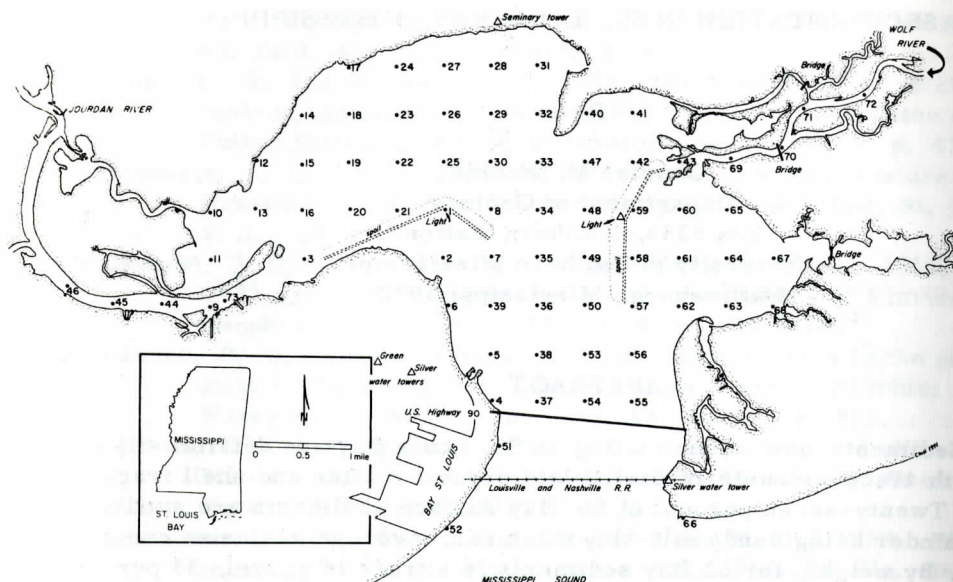 Seminary tower
WOLF
RIVER
•17 •24 •27 •28 •31
Bridge
JOURDAN RIVER
•14 •18 •23 •26 •29 •32 •40 •41
71
72
•12 •15 •19 •22 •25 •30 •33 •47 •42 •43
69
70
Bridge
•10 •13 •16 •20 •21 1 •8 •34 •48 •59 •60 •65
Light
Light
•11 •3 •2 •7 •35 •49 •58 •61 •64 •67
Bridge
•46 •45 •44 •9 73 •6 •39 •36 •50 •57 •62 •63 68
Green
Silver
water towers
•5 •38 •53 •56
•4 •37 •54 •55
U.S. Highway 90
MISSISSIPPI
N
0 0.5 1 mile
ST. LOUIS
BAY
BAY ST. LOUIS
•51
Louisville and Nashville R.R.
Silver water tower
•52
•66
MISSISSIPPI SOUND